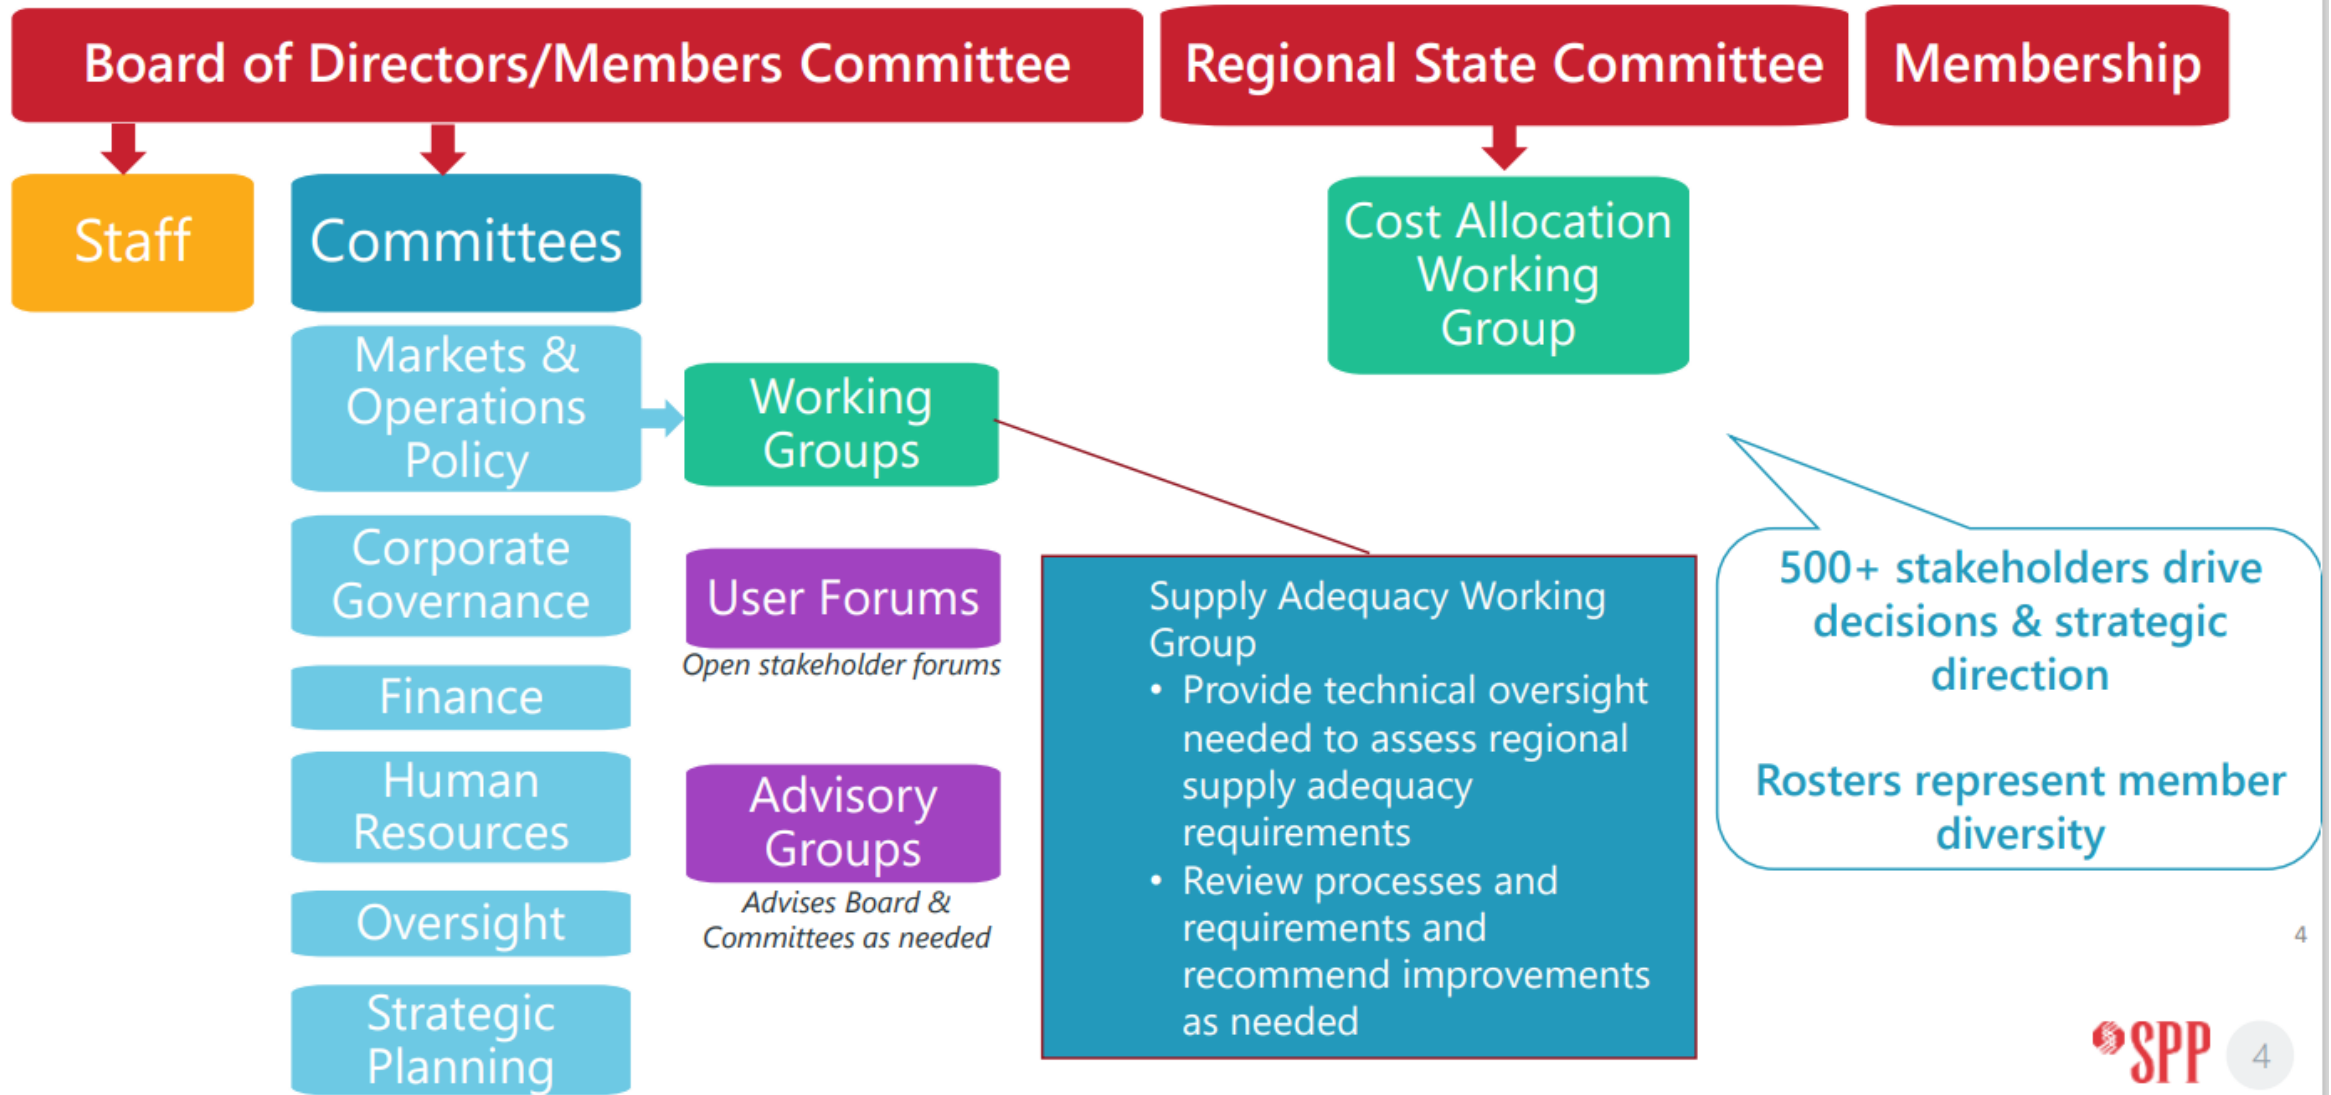 Board of Directors/Members Committee
Regional State Committee
Membership
Staff
Committees
Cost Allocation
Working
Group
Markets &
Operations
Policy
Working
Groups
Corporate
Governance
User Forums
Open stakeholder forums
Finance
Human
Resources
Advisory
Groups
Advises Board &
Committees as needed
Oversight
Strategic
Planning
Supply Adequacy Working
Group
• Provide technical oversight
needed to assess regional
supply adequacy
requirements
• Review processes and
requirements and
recommend improvements
as needed
500+ stakeholders drive
decisions & strategic
direction
Rosters represent member
diversity
4
SPP
4